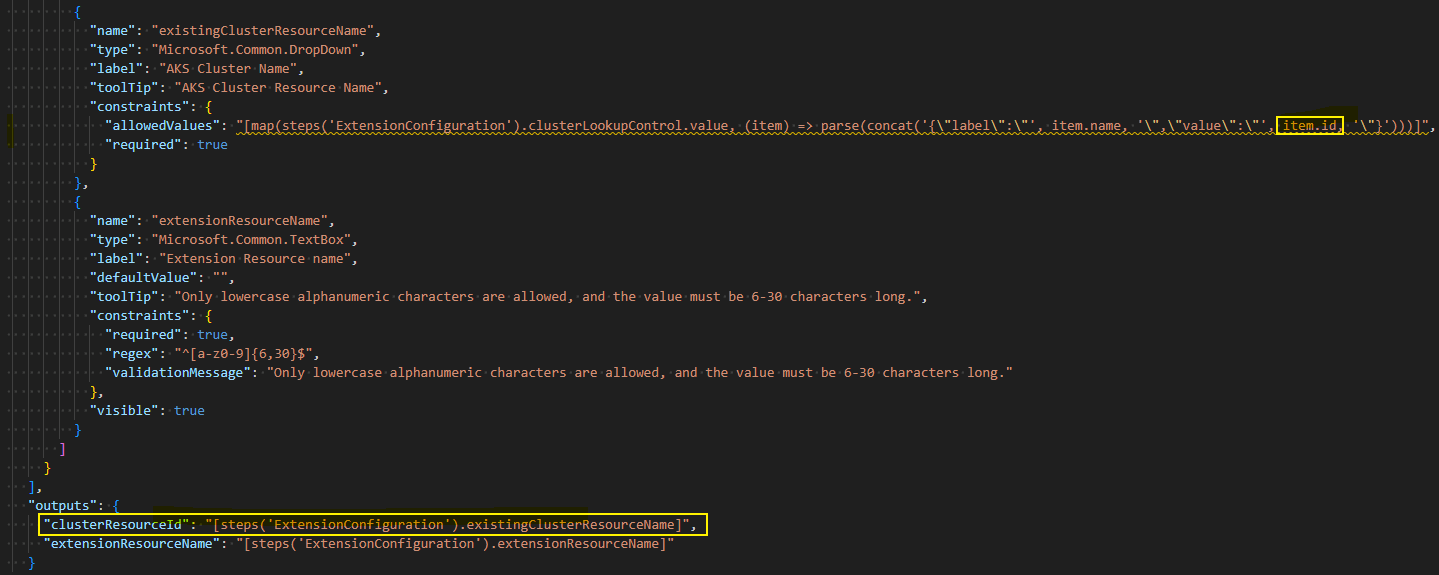 {
"name": "existingClusterResourceName",
"type": "Microsoft.Common.DropDown",
"label": "AKS Cluster Name",
"toolTip": "AKS Cluster Resource Name",
"constraints": {
"allowedValues": "[map(steps('ExtensionConfiguration').clusterLookupControl.value, (item) => parse(concat('{\"label\":\"', item.name, '\",\"value\":\"', item.id, '\"}')))]",
"required": true
}
},
{
"name": "extensionResourceName",
"type": "Microsoft.Common.TextBox",
"label": "Extension Resource name",
"defaultValue": "",
"toolTip": "Only lowercase alphanumeric characters are allowed, and the value must be 6-30 characters long.",
"constraints": {
"required": true,
"regex": "^[a-z0-9]{6,30}$",
"validationMessage": "Only lowercase alphanumeric characters are allowed, and the value must be 6-30 characters long."
},
"visible": true
}
]
}
],
"outputs": {
"clusterResourceId": "[steps('ExtensionConfiguration').existingClusterResourceName]",
"extensionResourceName": "[steps('ExtensionConfiguration').extensionResourceName]"
}